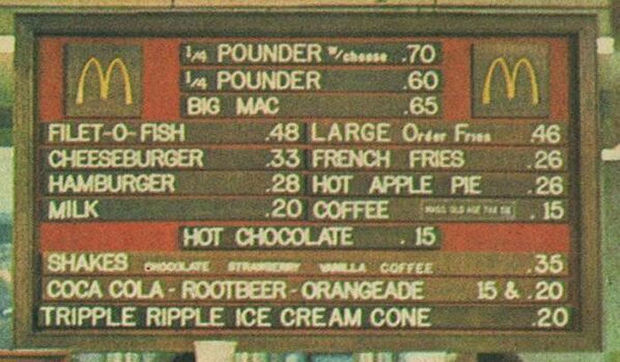 1/4 POUNDER w/cheese .70
1/4 POUNDER .60
BIG MAC .65
FILET-O-FISH .48 LARGE Order Fries .46
CHEESEBURGER .33 FRENCH FRIES .26
HAMBURGER .28 HOT APPLE PIE .26
MILK .20 COFFEE .15
HOT CHOCOLATE .15
SHAKES CHOCOLATE STRAWBERRY VANILLA COFFEE .35
COCA COLA - ROOTBEER - ORANGEADE 15 & .20
TRIPPLE RIPPLE ICE CREAM CONE .20